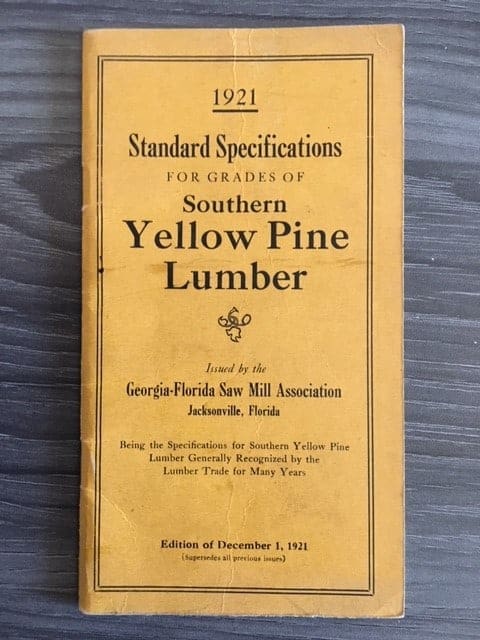 1921
Standard Specifications
FOR GRADES OF
Southern
Yellow Pine
Lumber
Issued by the
Georgia-Florida Saw Mill Association
Jacksonville, Florida
Being the Specifications for Southern Yellow Pine
Lumber Generally Recognized by the
Lumber Trade for Many Years
Edition of December 1, 1921
(Supersedes all previous issues)